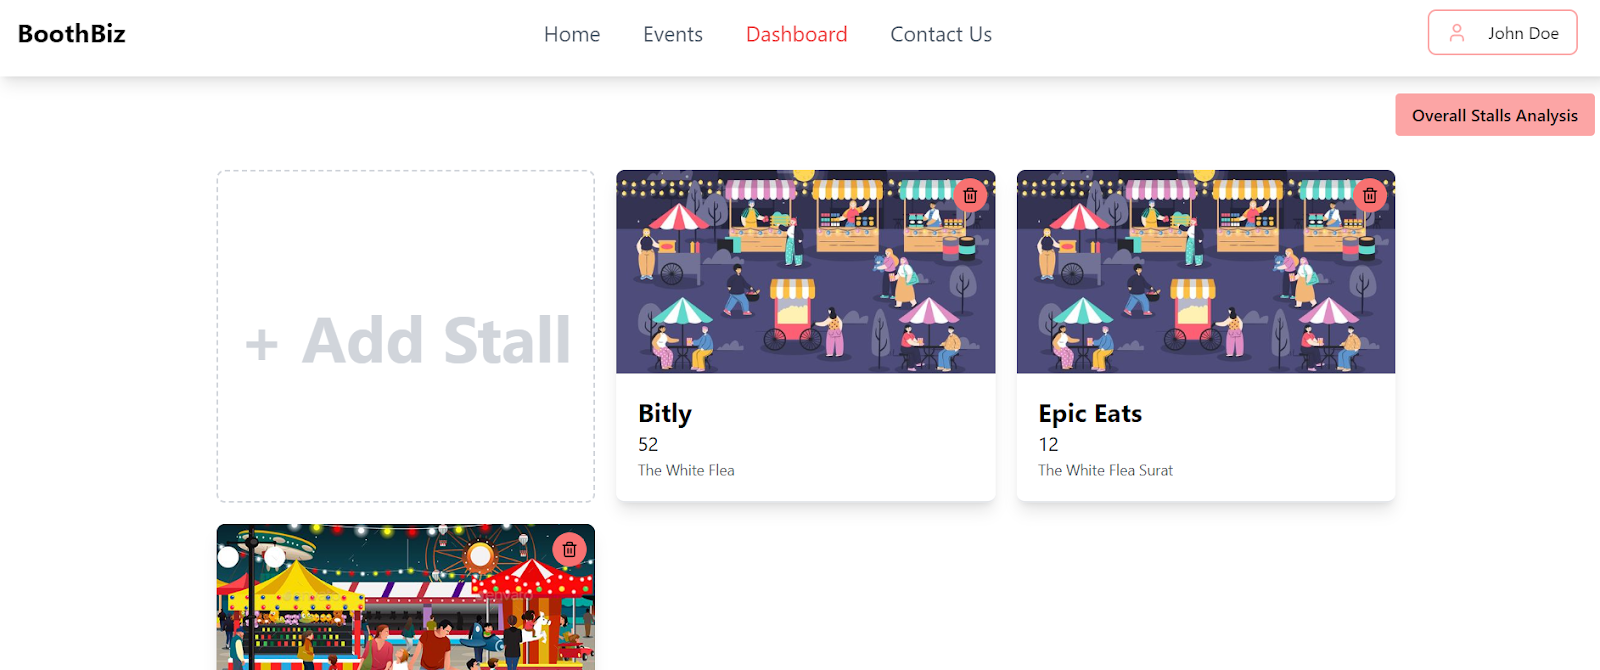 BoothBiz
Home Events Dashboard Contact Us
John Doe
Overall Stalls Analysis
+ Add Stall
Bitly
52
The White Flea
Epic Eats
12
The White Flea Surat